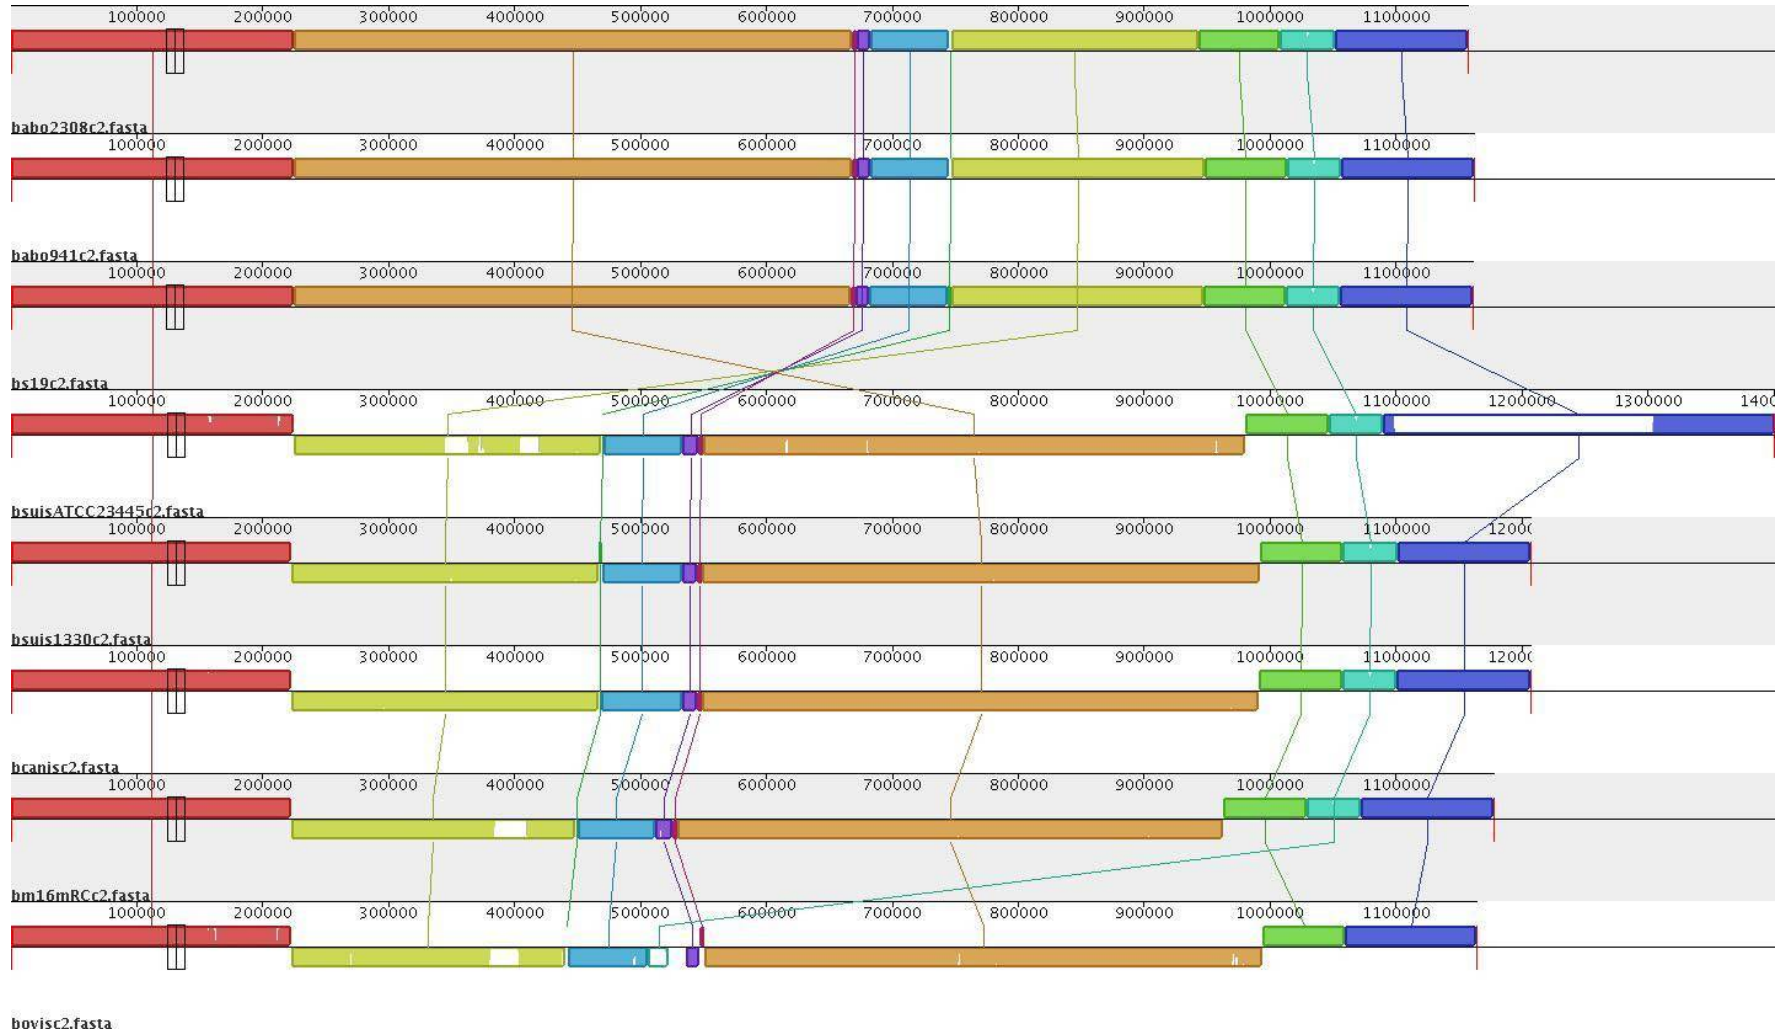 100000 200000 300000 400000 500000 600000 700000 800000 900000 1000000 1100000
babo2308c2.fasta
100000 200000 300000 400000 500000 600000 700000 800000 900000 1000000 1100000
babo941c2.fasta
100000 200000 300000 400000 500000 600000 700000 800000 900000 1000000 1100000
bs19c2.fasta
100000 200000 300000 400000 500000 600000 700000 800000 900000 1000000 1100000 1200000 1300000 1400
bsuisATCC23445c2.fasta
100000 200000 300000 400000 500000 600000 700000 800000 900000 1000000 1100000 12000
bsuis1330c2.fasta
100000 200000 300000 400000 500000 600000 700000 800000 900000 1000000 1100000 12000
bcanisc2.fasta
100000 200000 300000 400000 500000 600000 700000 800000 900000 1000000 1100000
bm16mRCc2.fasta
100000 200000 300000 400000 500000 600000 700000 800000 900000 1000000 1100000
bovisc2.fasta